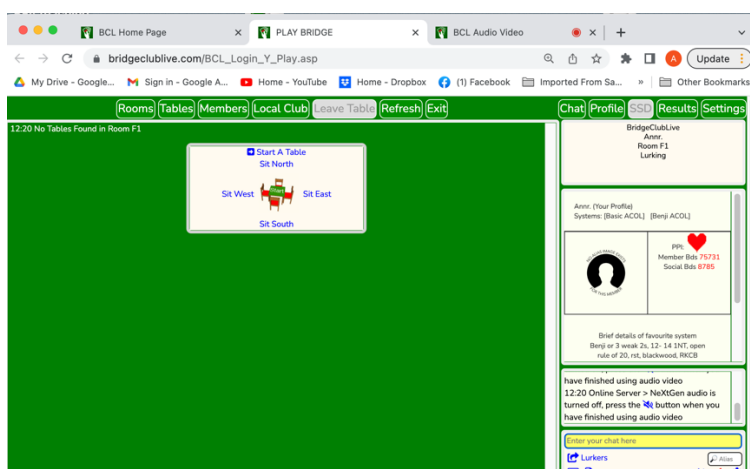 BCL Home Page
PLAY BRIDGE
BCL Audio Video
bridgeclublive.com/BCL_Login_Y_Play.asp
A
Update
My Drive - Google...
Sign in - Google A...
Home - YouTube
Home - Dropbox
(1) Facebook
Imported From Sa...
»
Other Bookmarks
Rooms Tables Members Local Club Leave Table Refresh Exit
Chat Profile SSD Results Settings
12:20 No Tables Found in Room F1
Start A Table
Sit North
Sit West
Start
Sit East
Sit South
BridgeClubLive
Annr.
Room F1
Lurking
Annr. (Your Profile)
Systems: [Basic ACOL] [Benji ACOL]
FOR THIS MEMBER
PPI:
Member Bds 75731
Social Bds 8785
Brief details of favourite system
Benji or 3 weak 2s, 12- 14 1NT, open
rule of 20, rst, blackwood, RKCB
have finished using audio video
12:20 Online Server > NeXtGen audio is
turned off, press the button when you
have finished using audio video
Enter your chat here
Lurkers
Alias